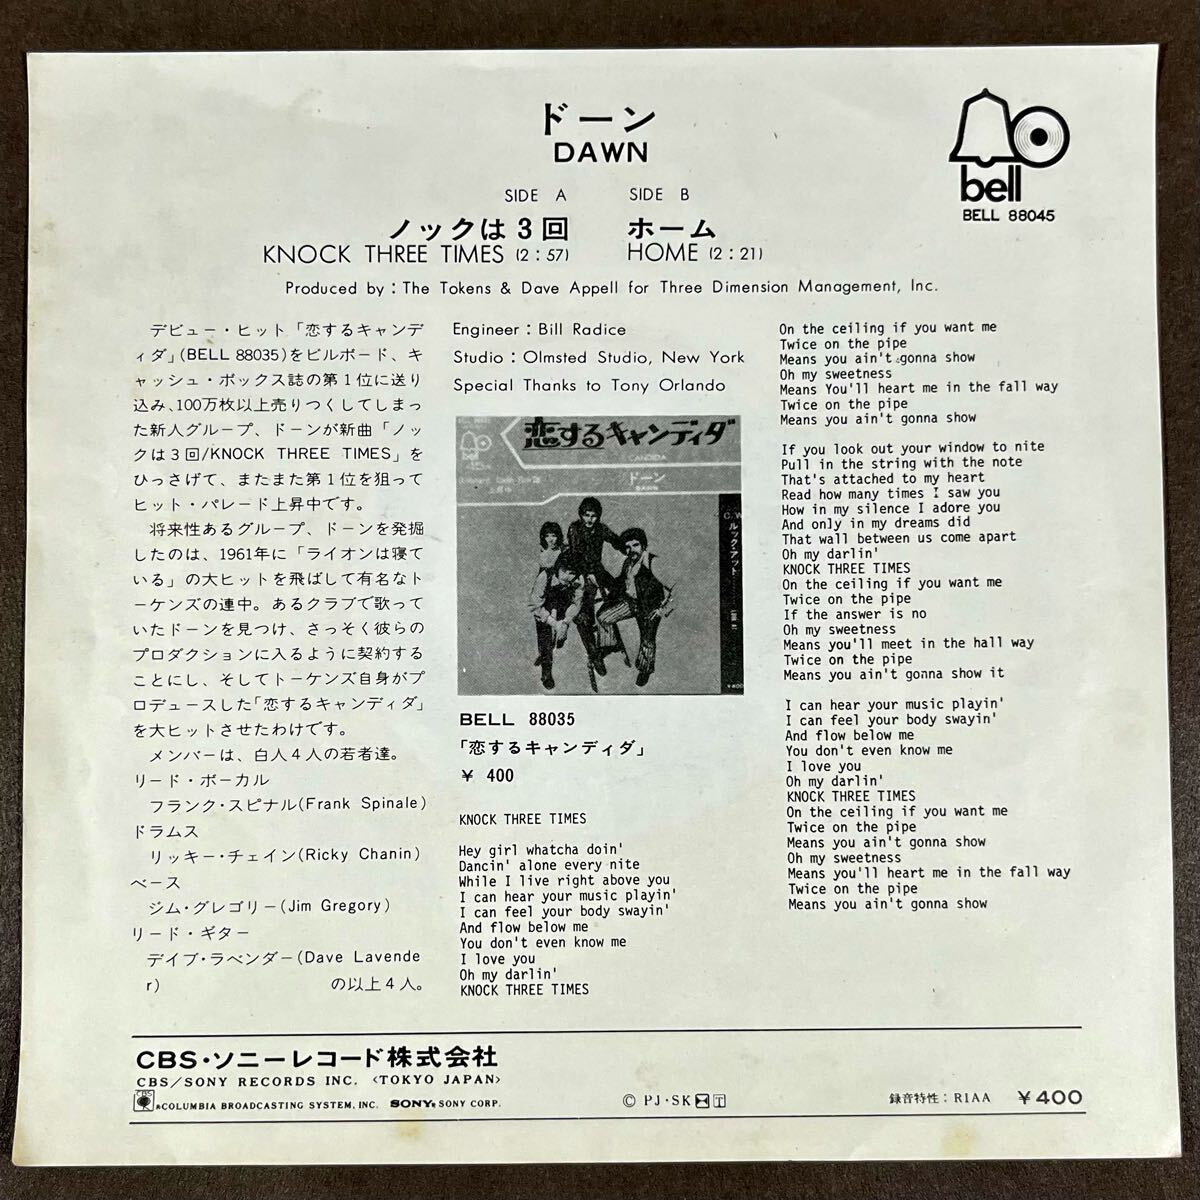 ドーン
DAWN
bell
BELL 88045
SIDE A
ノックは3回
KNOCK THREE TIMES (2:57)
SIDE B
ホーム
HOME (2:21)
Produced by : The Tokens & Dave Appell for Three Dimension Management, Inc.
デビュー・ヒット「恋するキャンデ
ィダ」(BELL 88035)をビルボード、キ
ャッシュ・ボックス誌の第1位に送り
込み、100万枚以上売りつくしてしまっ
た新人グループ、ドーンが新曲「ノッ
クは3回/KNOCK THREE TIMES」を
ひっさげて、またまた第1位を狙って
ヒット・パレード上昇中です。
将来性あるグループ、ドーンを発掘
したのは、1961年に「ライオンは寝て
いる」の大ヒットを飛ばして有名なト
ーケンズの連中。あるクラブで歌って
いたドーンを見つけ、さっそく彼らの
プロダクションに入るように契約する
ことにし、そしてトーケンズ自身がプ
ロデュースした「恋するキャンディダ」
を大ヒットさせたわけです。
メンバーは、白人4人の若者達。
リード・ボーカル
フランク・スピナル(Frank Spinale)
ドラムス
リッキー・チェイン(Ricky Chanin)
ベース
ジム・グレゴリー(Jim Gregory)
リード・ギター
デイブ・ラベンダー(Dave Lavende
r) の以上4人。
Engineer : Bill Radice
Studio : Olmsted Studio, New York
Special Thanks to Tony Orlando
恋するキャンディダ
CANDIDA
ドーン
DAWN
ルック・アット
¥400
BELL 88035
「恋するキャンディダ」
¥ 400
KNOCK THREE TIMES
Hey girl whatcha doin'
Dancin' alone every nite
While I live right above you
I can hear your music playin'
I can feel your body swayin'
And flow below me
You don't even know me
I love you
Oh my darlin'
KNOCK THREE TIMES
On the ceiling if you want me
Twice on the pipe
Means you ain't gonna show
Oh my sweetness
Means You'll heart me in the fall way
Twice on the pipe
Means you ain't gonna show
If you look out your window to nite
Pull in the string with the note
That's attached to my heart
Read how many times I saw you
How in my silence I adore you
And only in my dreams did
That wall between us come apart
Oh my darlin'
KNOCK THREE TIMES
On the ceiling if you want me
Twice on the pipe
If the answer is no
Oh my sweetness
Means you'll meet in the hall way
Twice on the pipe
Means you ain't gonna show it
I can hear your music playin'
I can feel your body swayin'
And flow below me
You don't even know me
I love you
Oh my darlin'
KNOCK THREE TIMES
On the ceiling if you want me
Twice on the pipe
Means you ain't gonna show
Oh my sweetness
Means you'll heart me in the fall way
Twice on the pipe
Means you ain't gonna show
CBS・ソニーレコード株式会社
CBS/SONY RECORDS INC. <TOKYO JAPAN>
CBS ®COLUMBIA BROADCASTING SYSTEM, INC. SONY® SONY CORP.
Ⓒ PJ・SK T
録音特性：RIAA ¥400